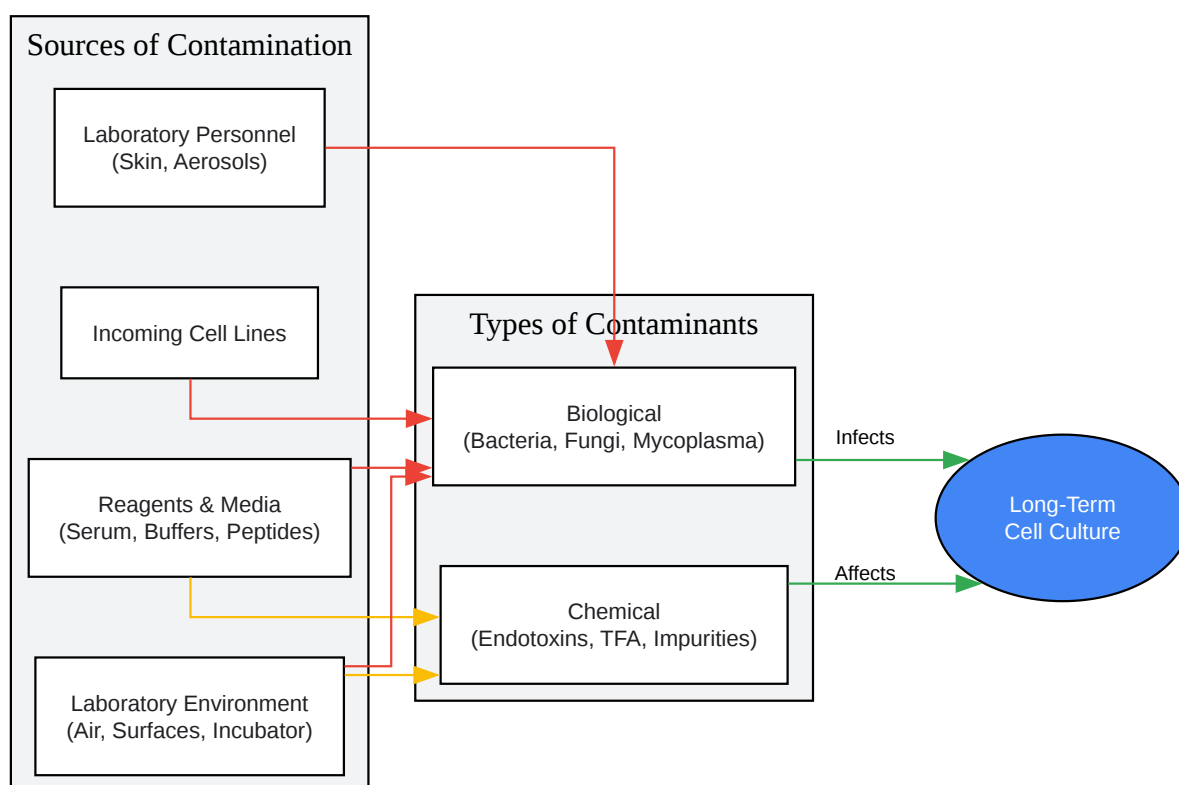 Sources of Contamination
Laboratory Personnel
(Skin, Aerosols)
Incoming Cell Lines
Reagents & Media
(Serum, Buffers, Peptides)
Laboratory Environment
(Air, Surfaces, Incubator)
Types of Contaminants
Biological
(Bacteria, Fungi, Mycoplasma)
Chemical
(Endotoxins, TFA, Impurities)
Infects
Affects
Long-Term
Cell Culture